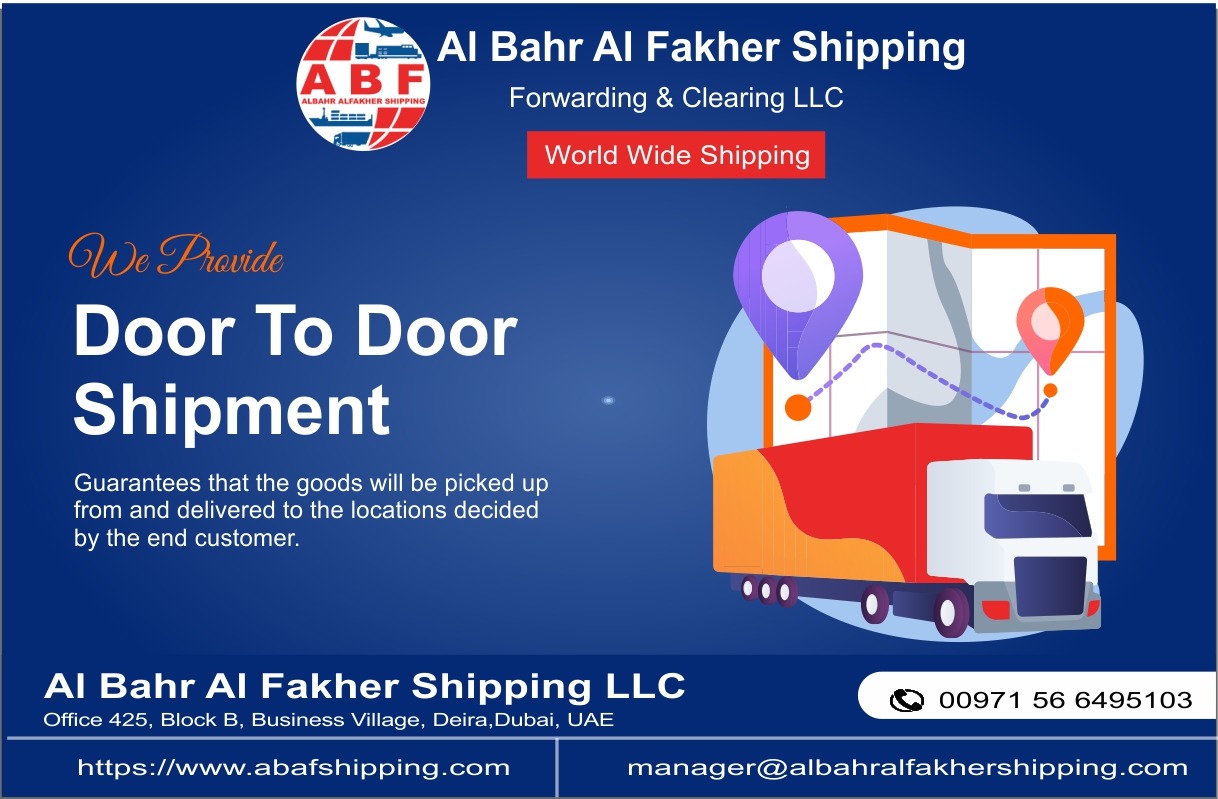 A B F
ALBAHR ALFAKHER SHIPPING
Al Bahr Al Fakher Shipping
Forwarding & Clearing LLC
World Wide Shipping
We Provide
Door To Door
Shipment
Guarantees that the goods will be picked up
from and delivered to the locations decided
by the end customer.
Al Bahr Al Fakher Shipping LLC
Office 425, Block B, Business Village, Deira,Dubai, UAE
00971 56 6495103
https://www.abafshipping.com
manager@albahralfakhershipping.com